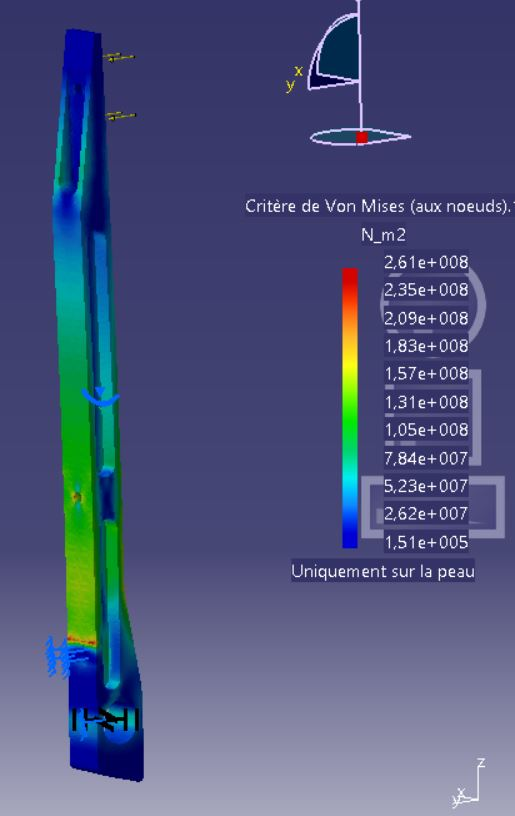 x
y
Critère de Von Mises (aux noeuds).1
N_m2
2,61e+008
2,35e+008
2,09e+008
1,83e+008
1,57e+008
1,31e+008
1,05e+008
7,84e+007
5,23e+007
2,62e+007
1,51e+005
Uniquement sur la peau
z
x
y